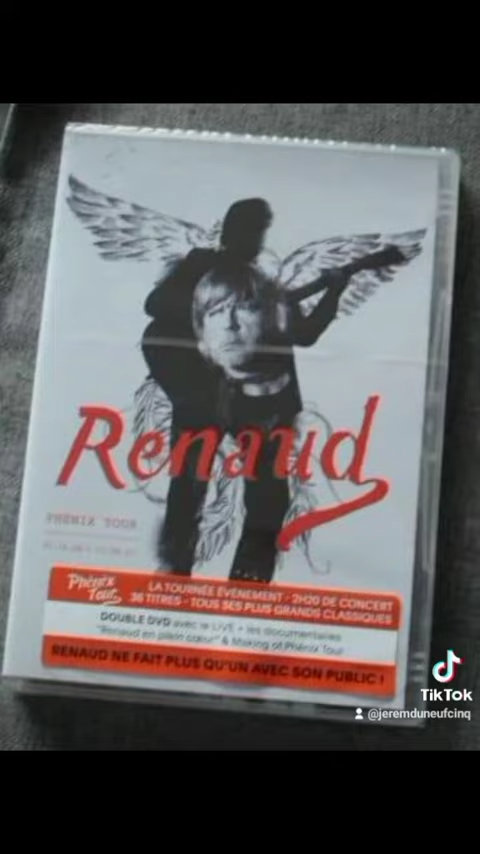 Renaud
PHÉNIX TOUR
Phénix
Tour
LA TOURNÉE ÉVÉNEMENT - 2H20 DE CONCERT
36 TITRES - TOUS SES PLUS GRANDS CLASSIQUES
DOUBLE DVD avec le LIVE + les documentaires
"Renaud en plein cœur" & Making of Phénix Tour
RENAUD NE FAIT PLUS QU'UN AVEC SON PUBLIC !
TikTok
@jeremduneufcinq